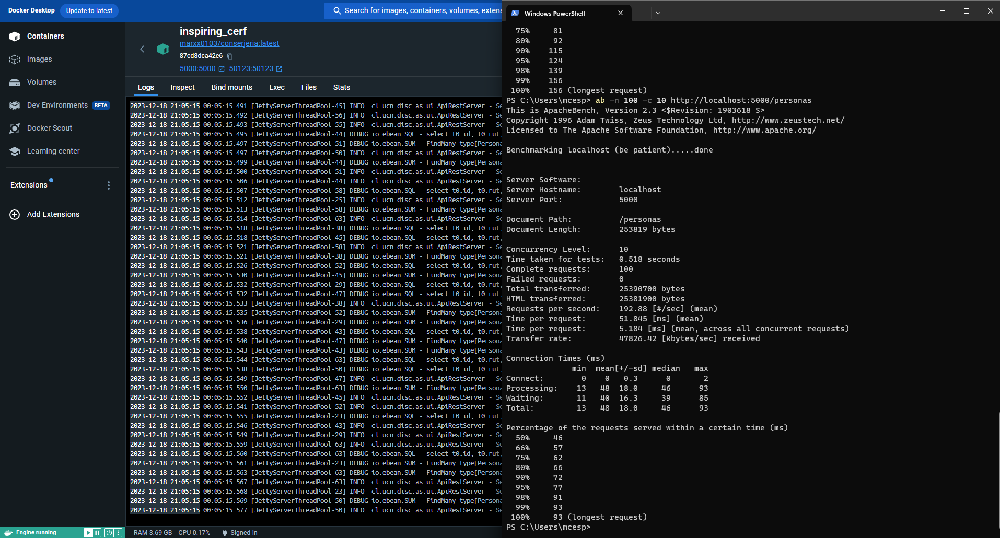 Docker Desktop
Update to latest
Search for images, containers, volumes, exten
Containers
Images
Volumes
Dev Environments BETA
Docker Scout
Learning center
Extensions
Add Extensions
Engine running
inspiring_cerf
marxx0103/conserjeria:latest
87cd8dca42e6
5000:5000 50123:50123
Logs Inspect Bind mounts Exec Files Stats
2023-12-18 21:05:15 00:05:15.491 [JettyServerThreadPool-45] INFO cl.ucn.disc.as.ui.ApiRestServer - Se
2023-12-18 21:05:15 00:05:15.492 [JettyServerThreadPool-56] INFO cl.ucn.disc.as.ui.ApiRestServer - Se
2023-12-18 21:05:15 00:05:15.493 [JettyServerThreadPool-55] INFO cl.ucn.disc.as.ui.ApiRestServer - Se
2023-12-18 21:05:15 00:05:15.495 [JettyServerThreadPool-44] DEBUG io.ebean.SQL - select t0.id, t0.rut,
2023-12-18 21:05:15 00:05:15.497 [JettyServerThreadPool-51] DEBUG io.ebean.SUM - FindMany type[Persona
2023-12-18 21:05:15 00:05:15.497 [JettyServerThreadPool-50] INFO cl.ucn.disc.as.ui.ApiRestServer - Se
2023-12-18 21:05:15 00:05:15.499 [JettyServerThreadPool-44] DEBUG io.ebean.SUM - FindMany type[Persona
2023-12-18 21:05:15 00:05:15.500 [JettyServerThreadPool-51] INFO cl.ucn.disc.as.ui.ApiRestServer - Se
2023-12-18 21:05:15 00:05:15.506 [JettyServerThreadPool-44] INFO cl.ucn.disc.as.ui.ApiRestServer - Se
2023-12-18 21:05:15 00:05:15.507 [JettyServerThreadPool-58] DEBUG io.ebean.SQL - select t0.id, t0.rut,
2023-12-18 21:05:15 00:05:15.512 [JettyServerThreadPool-25] INFO cl.ucn.disc.as.ui.ApiRestServer - Se
2023-12-18 21:05:15 00:05:15.513 [JettyServerThreadPool-58] DEBUG io.ebean.SUM - FindMany type[Persona
2023-12-18 21:05:15 00:05:15.514 [JettyServerThreadPool-63] INFO cl.ucn.disc.as.ui.ApiRestServer - Se
2023-12-18 21:05:15 00:05:15.518 [JettyServerThreadPool-38] DEBUG io.ebean.SQL - select t0.id, t0.rut,
2023-12-18 21:05:15 00:05:15.518 [JettyServerThreadPool-45] DEBUG io.ebean.SQL - select t0.id, t0.rut,
2023-12-18 21:05:15 00:05:15.521 [JettyServerThreadPool-58] INFO cl.ucn.disc.as.ui.ApiRestServer - Se
2023-12-18 21:05:15 00:05:15.521 [JettyServerThreadPool-38] DEBUG io.ebean.SUM - FindMany type[Persona
2023-12-18 21:05:15 00:05:15.526 [JettyServerThreadPool-52] DEBUG io.ebean.SQL - select t0.id, t0.rut,
2023-12-18 21:05:15 00:05:15.530 [JettyServerThreadPool-45] DEBUG io.ebean.SUM - FindMany type[Persona
2023-12-18 21:05:15 00:05:15.532 [JettyServerThreadPool-29] DEBUG io.ebean.SQL - select t0.id, t0.rut,
2023-12-18 21:05:15 00:05:15.532 [JettyServerThreadPool-47] DEBUG io.ebean.SQL - select t0.id, t0.rut,
2023-12-18 21:05:15 00:05:15.533 [JettyServerThreadPool-38] INFO cl.ucn.disc.as.ui.ApiRestServer - Se
2023-12-18 21:05:15 00:05:15.535 [JettyServerThreadPool-52] DEBUG io.ebean.SUM - FindMany type[Persona
2023-12-18 21:05:15 00:05:15.536 [JettyServerThreadPool-29] DEBUG io.ebean.SUM - FindMany type[Persona
2023-12-18 21:05:15 00:05:15.538 [JettyServerThreadPool-43] DEBUG io.ebean.SQL - select t0.id, t0.rut,
2023-12-18 21:05:15 00:05:15.540 [JettyServerThreadPool-47] DEBUG io.ebean.SUM - FindMany type[Persona
2023-12-18 21:05:15 00:05:15.543 [JettyServerThreadPool-43] DEBUG io.ebean.SUM - FindMany type[Persona
2023-12-18 21:05:15 00:05:15.544 [JettyServerThreadPool-63] DEBUG io.ebean.SQL - select t0.id, t0.rut,
2023-12-18 21:05:15 00:05:15.538 [JettyServerThreadPool-50] DEBUG io.ebean.SQL - select t0.id, t0.rut,
2023-12-18 21:05:15 00:05:15.549 [JettyServerThreadPool-47] INFO cl.ucn.disc.as.ui.ApiRestServer - Se
2023-12-18 21:05:15 00:05:15.550 [JettyServerThreadPool-63] DEBUG io.ebean.SUM - FindMany type[Persona
2023-12-18 21:05:15 00:05:15.552 [JettyServerThreadPool-45] INFO cl.ucn.disc.as.ui.ApiRestServer - Se
2023-12-18 21:05:15 00:05:15.541 [JettyServerThreadPool-52] INFO cl.ucn.disc.as.ui.ApiRestServer - Se
2023-12-18 21:05:15 00:05:15.555 [JettyServerThreadPool-23] DEBUG io.ebean.SQL - select t0.id, t0.rut,
2023-12-18 21:05:15 00:05:15.546 [JettyServerThreadPool-43] INFO cl.ucn.disc.as.ui.ApiRestServer - Se
2023-12-18 21:05:15 00:05:15.549 [JettyServerThreadPool-29] INFO cl.ucn.disc.as.ui.ApiRestServer - Se
2023-12-18 21:05:15 00:05:15.559 [JettyServerThreadPool-63] INFO cl.ucn.disc.as.ui.ApiRestServer - Se
2023-12-18 21:05:15 00:05:15.560 [JettyServerThreadPool-63] DEBUG io.ebean.SQL - select t0.id, t0.rut,
2023-12-18 21:05:15 00:05:15.561 [JettyServerThreadPool-23] DEBUG io.ebean.SUM - FindMany type[Persona
2023-12-18 21:05:15 00:05:15.563 [JettyServerThreadPool-63] DEBUG io.ebean.SUM - FindMany type[Persona
2023-12-18 21:05:15 00:05:15.567 [JettyServerThreadPool-63] INFO cl.ucn.disc.as.ui.ApiRestServer - Se
2023-12-18 21:05:15 00:05:15.568 [JettyServerThreadPool-23] INFO cl.ucn.disc.as.ui.ApiRestServer - Se
2023-12-18 21:05:15 00:05:15.569 [JettyServerThreadPool-50] DEBUG io.ebean.SUM - FindMany type[Persona
2023-12-18 21:05:15 00:05:15.577 [JettyServerThreadPool-50] INFO cl.ucn.disc.as.ui.ApiRestServer - Se
RAM 3.69 GB CPU 0.17% Signed in
Windows PowerShell
75% 81
80% 92
90% 115
95% 124
98% 139
99% 156
100% 156 (longest request)
PS C:\Users\mcesp> ab -n 100 -c 10 http://localhost:5000/personas
This is ApacheBench, Version 2.3 <$Revision: 1903618 $>
Copyright 1996 Adam Twiss, Zeus Technology Ltd, http://www.zeustech.net/
Licensed to The Apache Software Foundation, http://www.apache.org/
Benchmarking localhost (be patient).....done
Server Software:
Server Hostname: localhost
Server Port: 5000
Document Path: /personas
Document Length: 253819 bytes
Concurrency Level: 10
Time taken for tests: 0.518 seconds
Complete requests: 100
Failed requests: 0
Total transferred: 25390700 bytes
HTML transferred: 25381900 bytes
Requests per second: 192.88 [#/sec] (mean)
Time per request: 51.845 [ms] (mean)
Time per request: 5.184 [ms] (mean, across all concurrent requests)
Transfer rate: 47826.42 [Kbytes/sec] received
Connection Times (ms)
min mean[+/-sd] median max
Connect: 0 0 0.3 0 2
Processing: 13 48 18.0 46 93
Waiting: 11 40 16.3 39 85
Total: 13 48 18.0 46 93
Percentage of the requests served within a certain time (ms)
50% 46
66% 57
75% 62
80% 66
90% 72
95% 77
98% 91
99% 93
100% 93 (longest request)
PS C:\Users\mcesp>